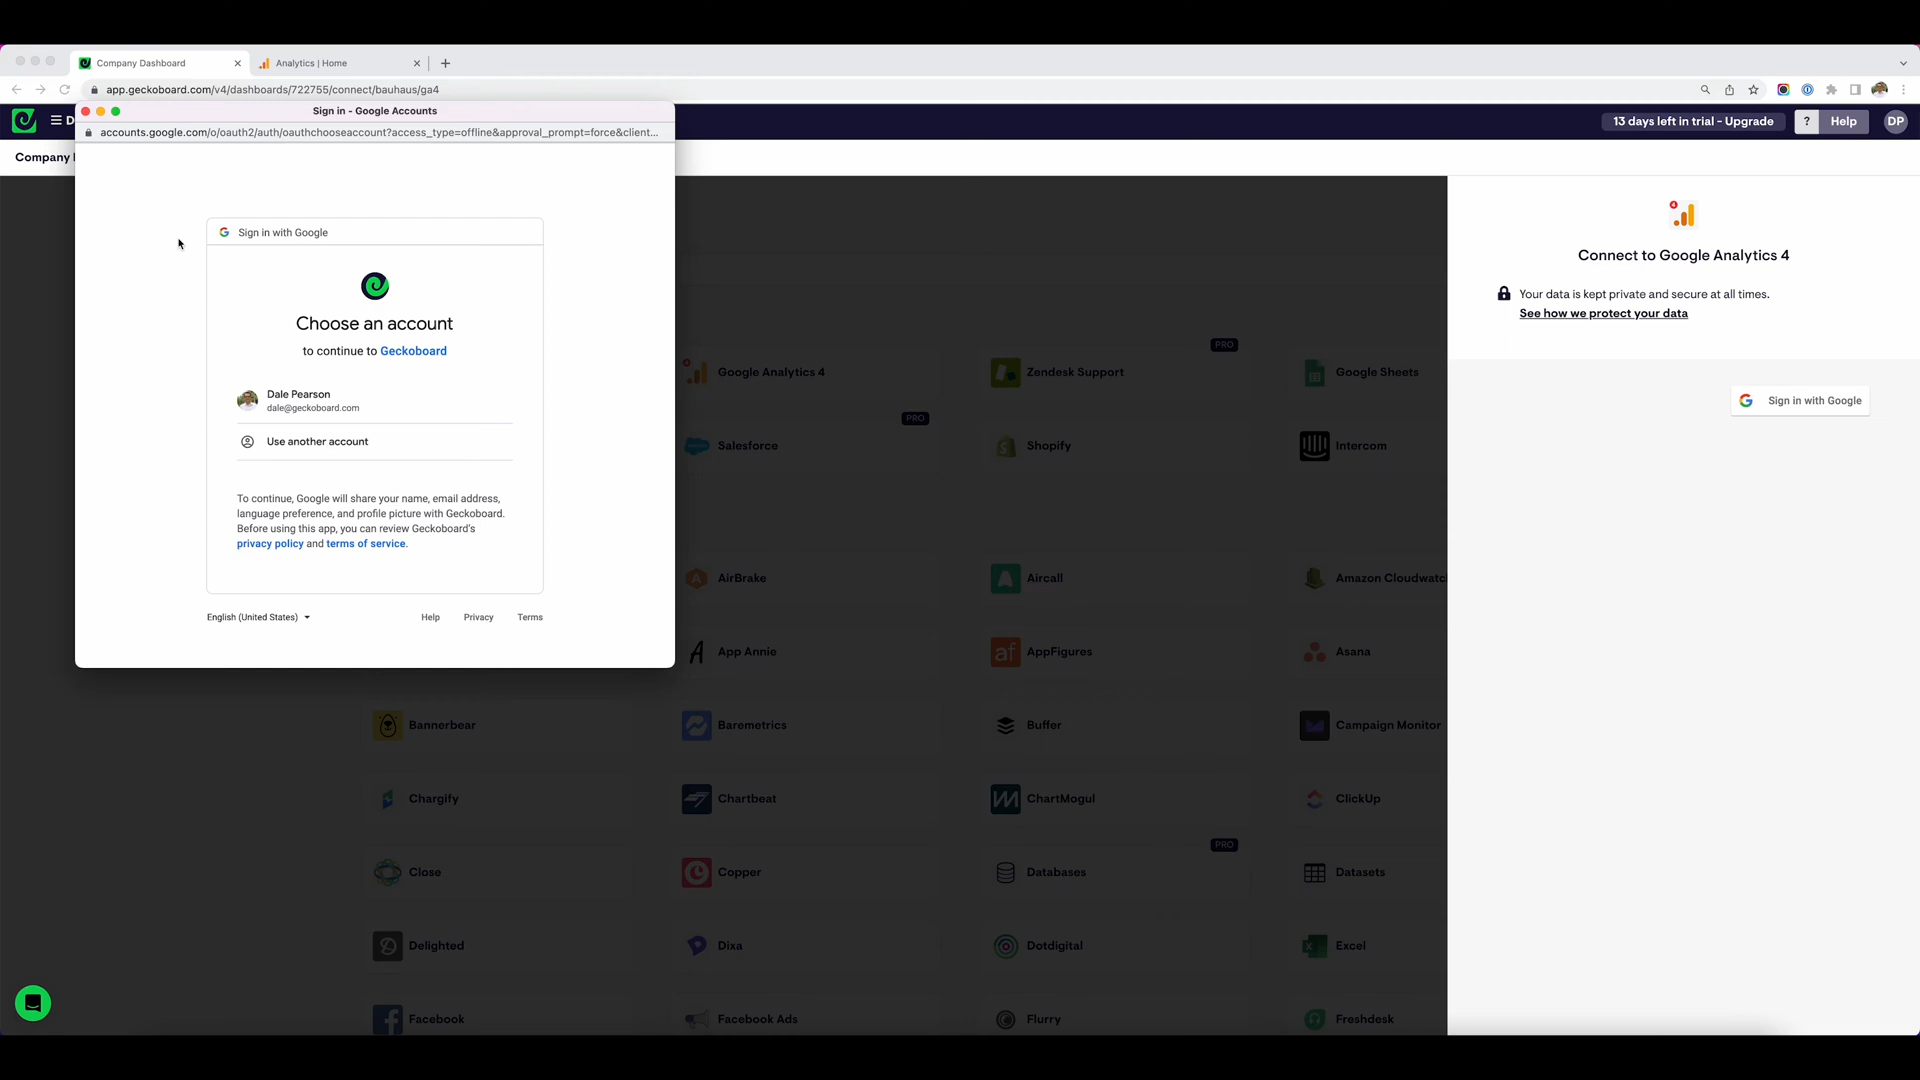 Company Dashboard
Analytics | Home
app.geckoboard.com/v4/dashboards/722755/connect/bauhaus/ga4
Sign in - Google Accounts
accounts.google.com/o/oauth2/auth/oauthchooseaccount?access_type=offline&approval_prompt=force&client...
D
13 days left in trial - Upgrade
? Help
DP
Company
Sign in with Google
Choose an account
to continue to Geckoboard
Dale Pearson
dale@geckoboard.com
Use another account
To continue, Google will share your name, email address,
language preference, and profile picture with Geckoboard.
Before using this app, you can review Geckoboard's
privacy policy and terms of service.
English (United States)
Help Privacy Terms
Connect to Google Analytics 4
Your data is kept private and secure at all times.
See how we protect your data
Sign in with Google
PRO
Google Analytics 4
Zendesk Support
Google Sheets
PRO
Salesforce
Shopify
Intercom
AirBrake
Aircall
Amazon Cloudwatc
App Annie
AppFigures
Asana
Bannerbear
Baremetrics
Buffer
Campaign Monitor
Chargify
Chartbeat
ChartMogul
ClickUp
PRO
Close
Copper
Databases
Datasets
Delighted
Dixa
Dotdigital
Excel
Facebook
Facebook Ads
Flurry
Freshdesk